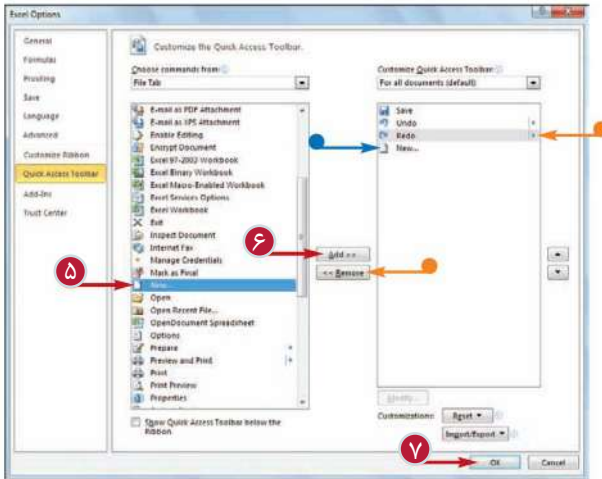 Excel Options
General
Formulas
Proofing
Save
Language
Advanced
Customize Ribbon
Quick Access Toolbar
Add-Ins
Trust Center
Customize the Quick Access Toolbar.
Choose commands from:
File Tab
E-mail as PDF Attachment
E-mail as XPS Attachment
Enable Editing
Encrypt Document
Excel 97-2003 Workbook
Excel Binary Workbook
Excel Macro-Enabled Workbook
Excel Services Options
Excel Workbook
Exit
Inspect Document
Internet Fax
Manage Credentials
Mark as Final
۵
New...
Open
Open Recent File...
OpenDocument Spreadsheet
Options
Prepare
Preview and Print
Print
Print Preview
Properties
Show Quick Access Toolbar below the
Ribbon
۶
Add >>
<< Remove
Customize Quick Access Toolbar:
For all documents (default)
Save
Undo
Redo
New...
Modify...
Customizations:
Reset
Import/Export
۷
OK
Cancel